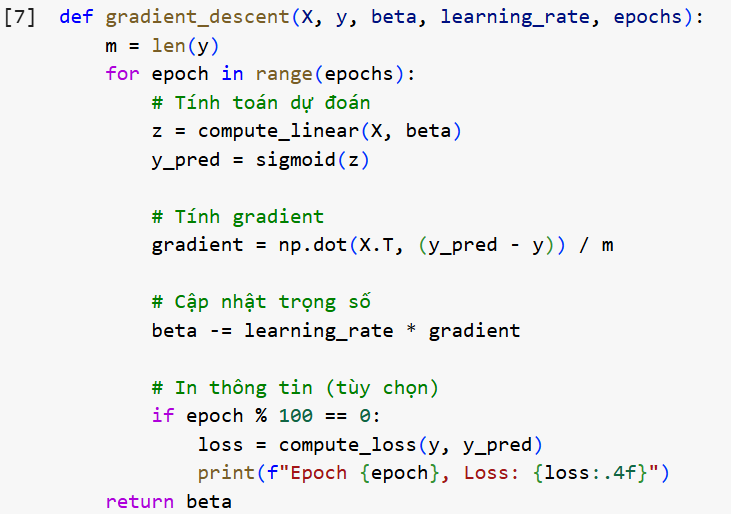 [7] def gradient_descent(X, y, beta, learning_rate, epochs):
    m = len(y)
    for epoch in range(epochs):
        # Tính toán dự đoán
        z = compute_linear(X, beta)
        y_pred = sigmoid(z)

        # Tính gradient
        gradient = np.dot(X.T, (y_pred - y)) / m

        # Cập nhật trọng số
        beta -= learning_rate * gradient

        # In thông tin (tùy chọn)
        if epoch % 100 == 0:
            loss = compute_loss(y, y_pred)
            print(f"Epoch {epoch}, Loss: {loss:.4f}")
    return beta